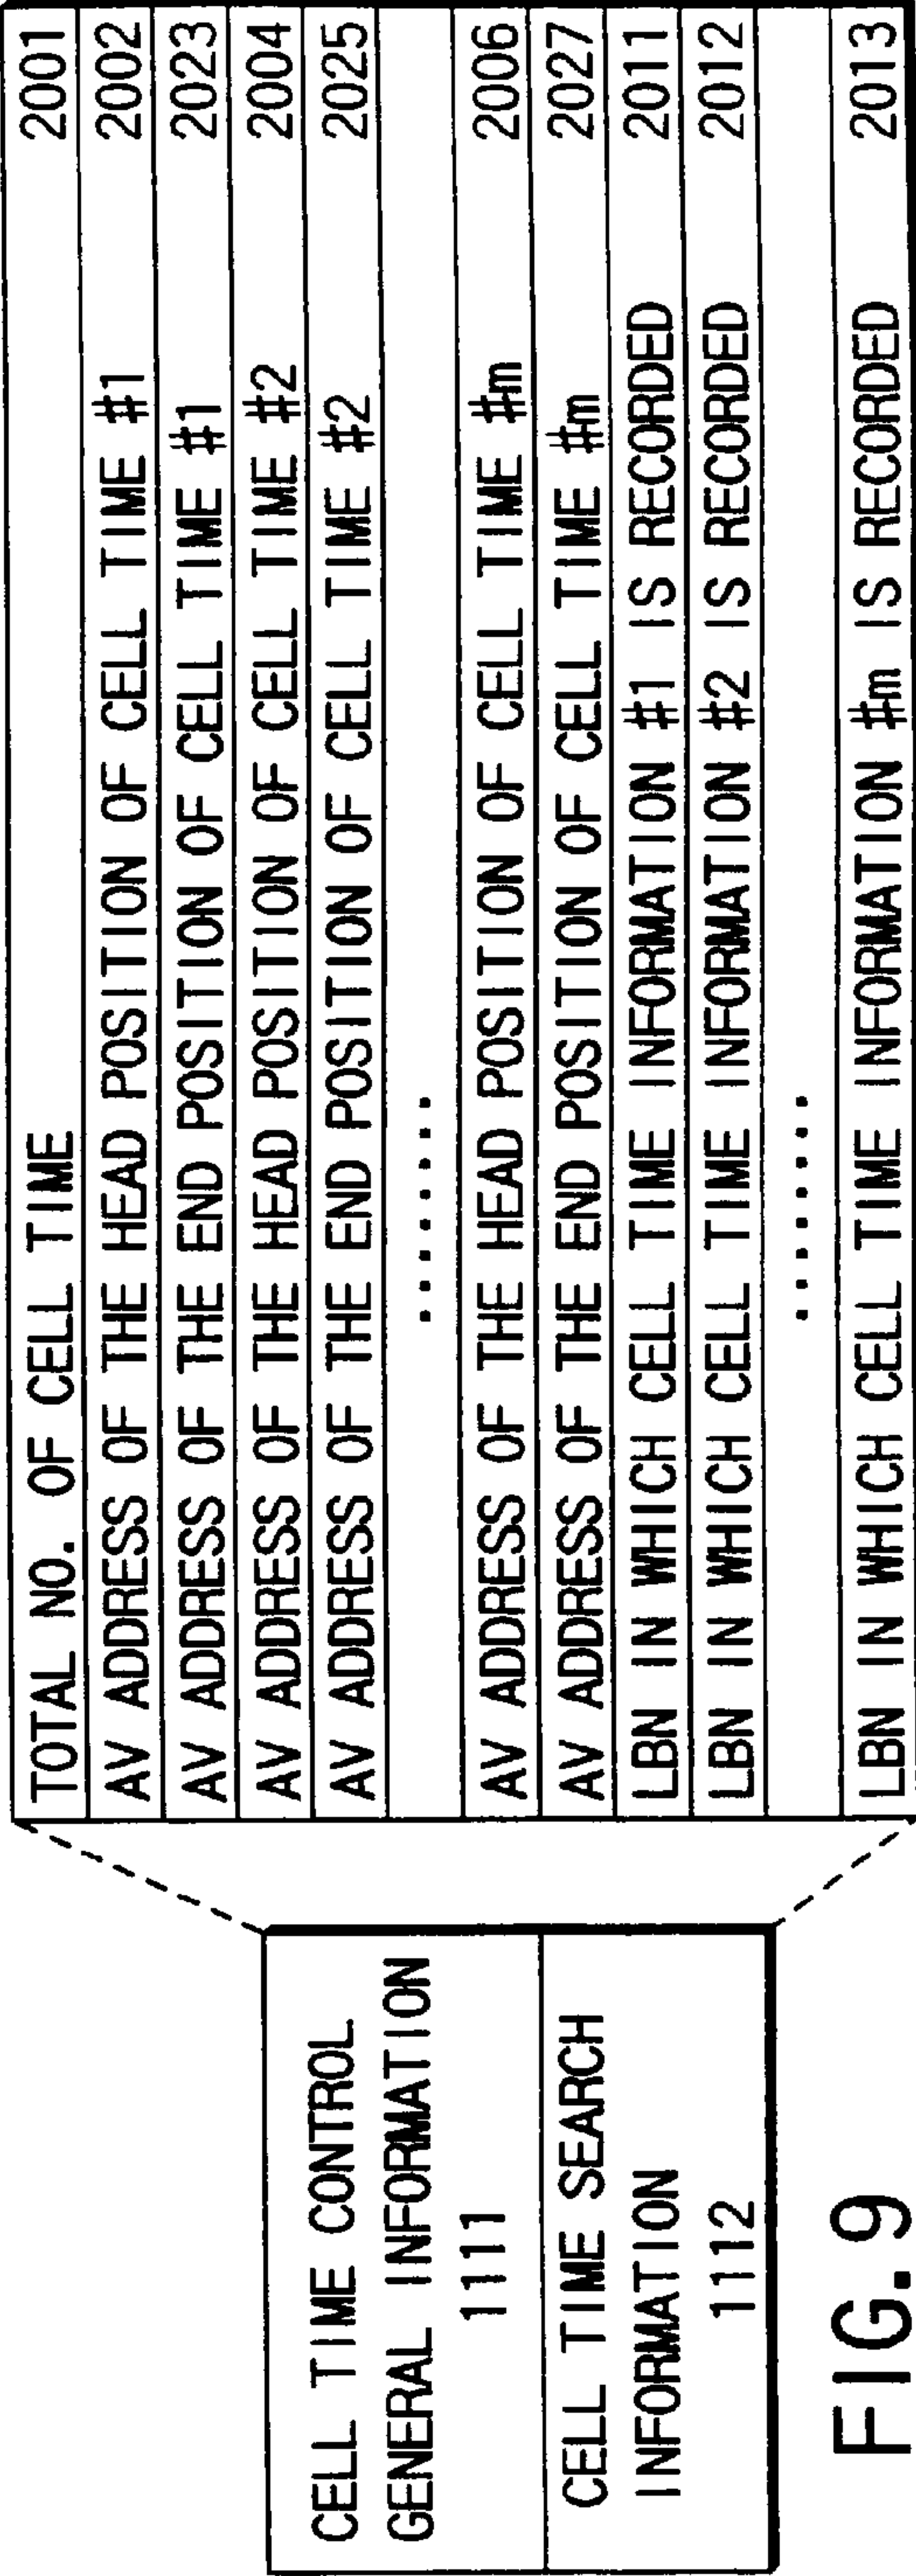 CELL TIME CONTROL
GENERAL INFORMATION
1111
CELL TIME SEARCH
INFORMATION
1112
TOTAL NO. OF CELL TIME 2001
AV ADDRESS OF THE HEAD POSITION OF CELL TIME #1 2002
AV ADDRESS OF THE END POSITION OF CELL TIME #1 2023
AV ADDRESS OF THE HEAD POSITION OF CELL TIME #2 2004
AV ADDRESS OF THE END POSITION OF CELL TIME #2 2025
.......
AV ADDRESS OF THE HEAD POSITION OF CELL TIME #m 2006
AV ADDRESS OF THE END POSITION OF CELL TIME #m 2027
LBN IN WHICH CELL TIME INFORMATION #1 IS RECORDED 2011
LBN IN WHICH CELL TIME INFORMATION #2 IS RECORDED 2012
.......
LBN IN WHICH CELL TIME INFORMATION #m IS RECORDED 2013
FIG. 9